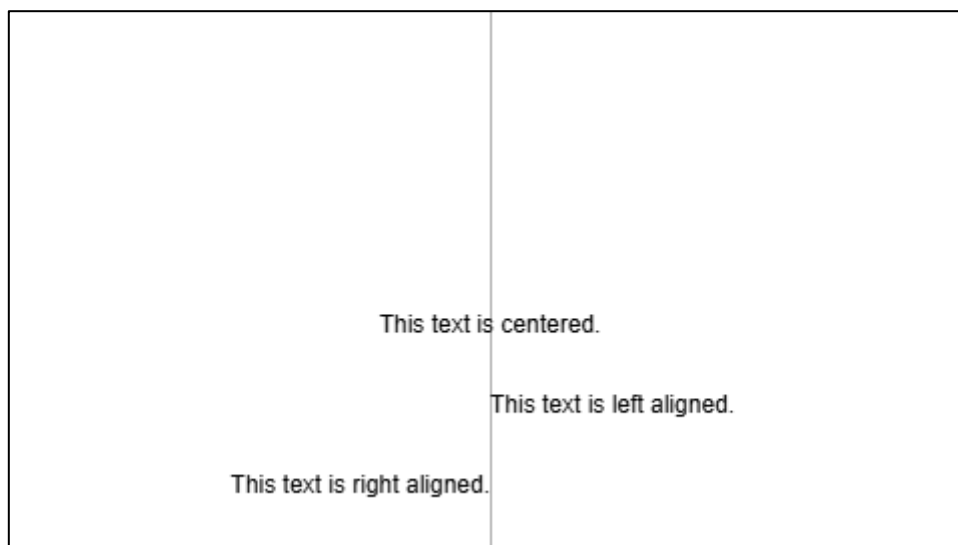 This text is centered.
This text is left aligned.
This text is right aligned.